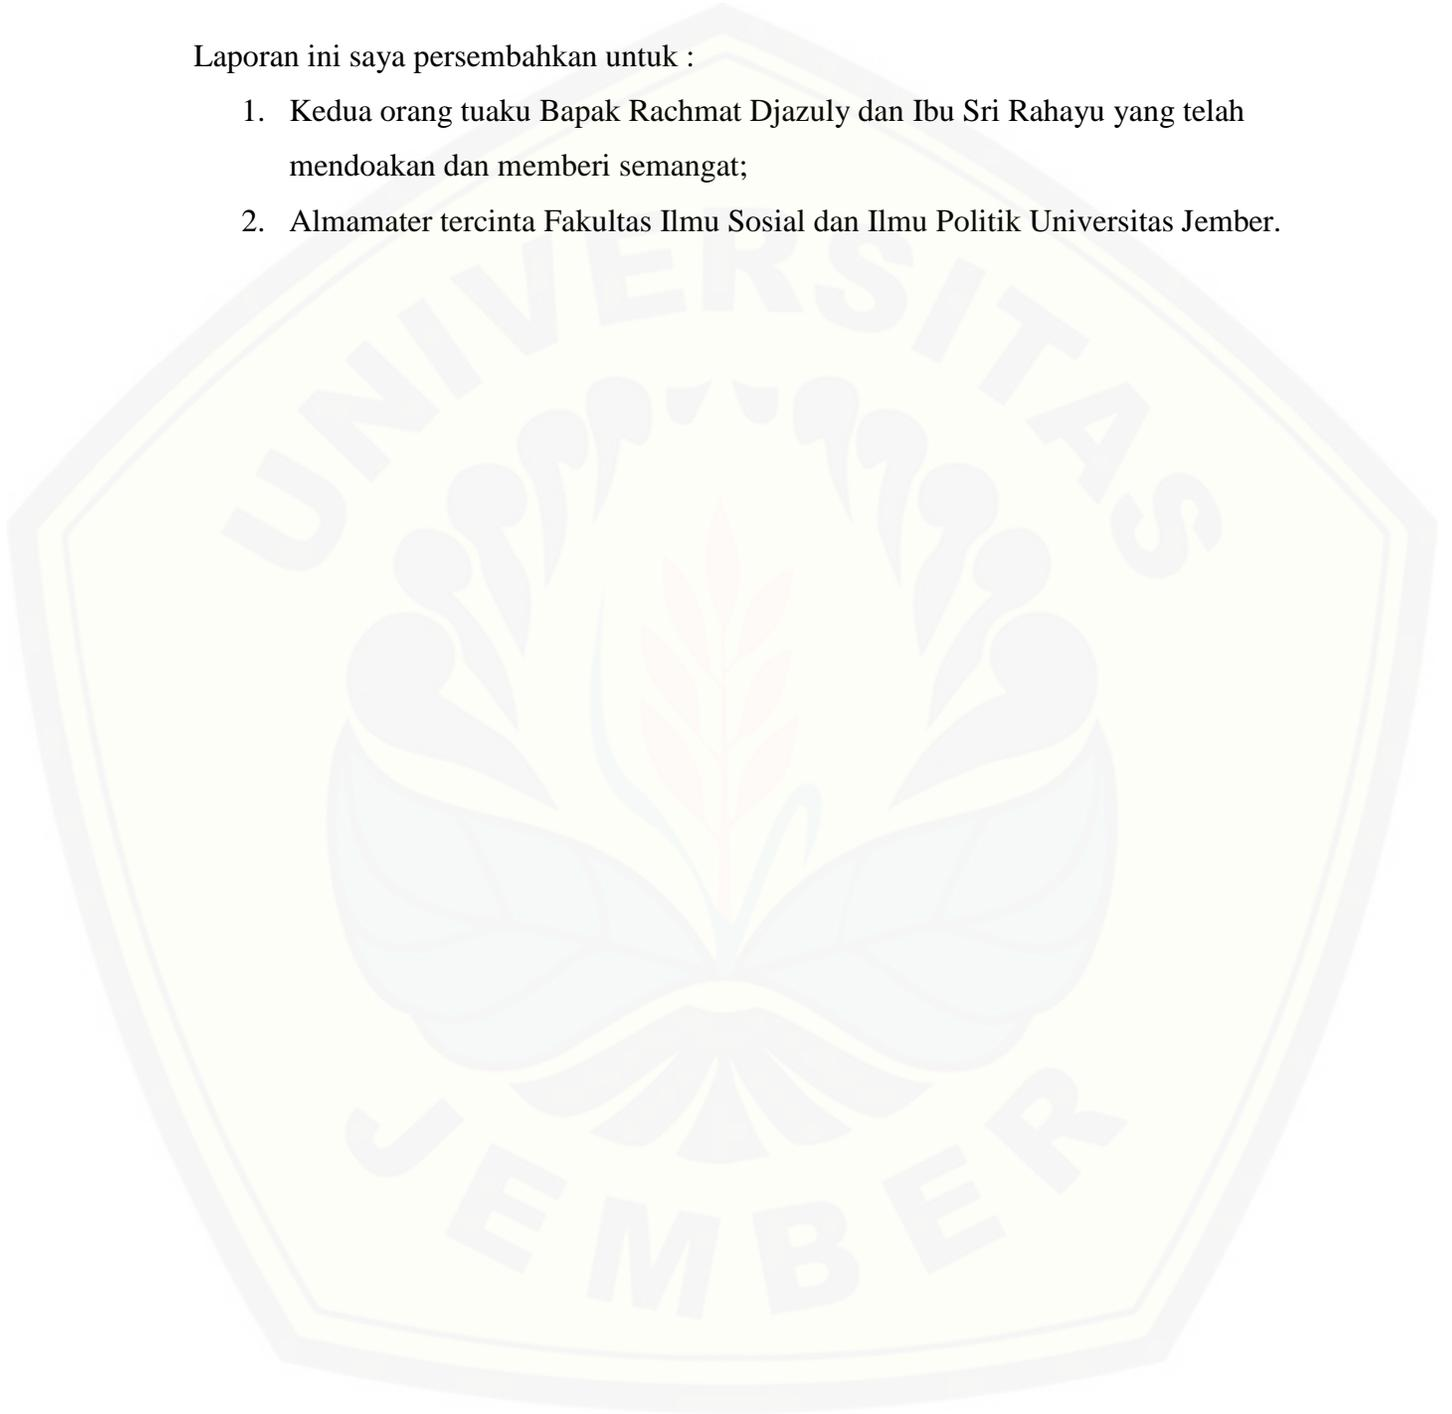 Laporan ini saya persembahkan untuk :
1. Kedua orang tuaku Bapak Rachmat Djazuly dan Ibu Sri Rahayu yang telah
mendoakan dan memberi semangat;
2. Almamater tercinta Fakultas Ilmu Sosial dan Ilmu Politik Universitas Jember.
UNIVERSITAS
JEMBER